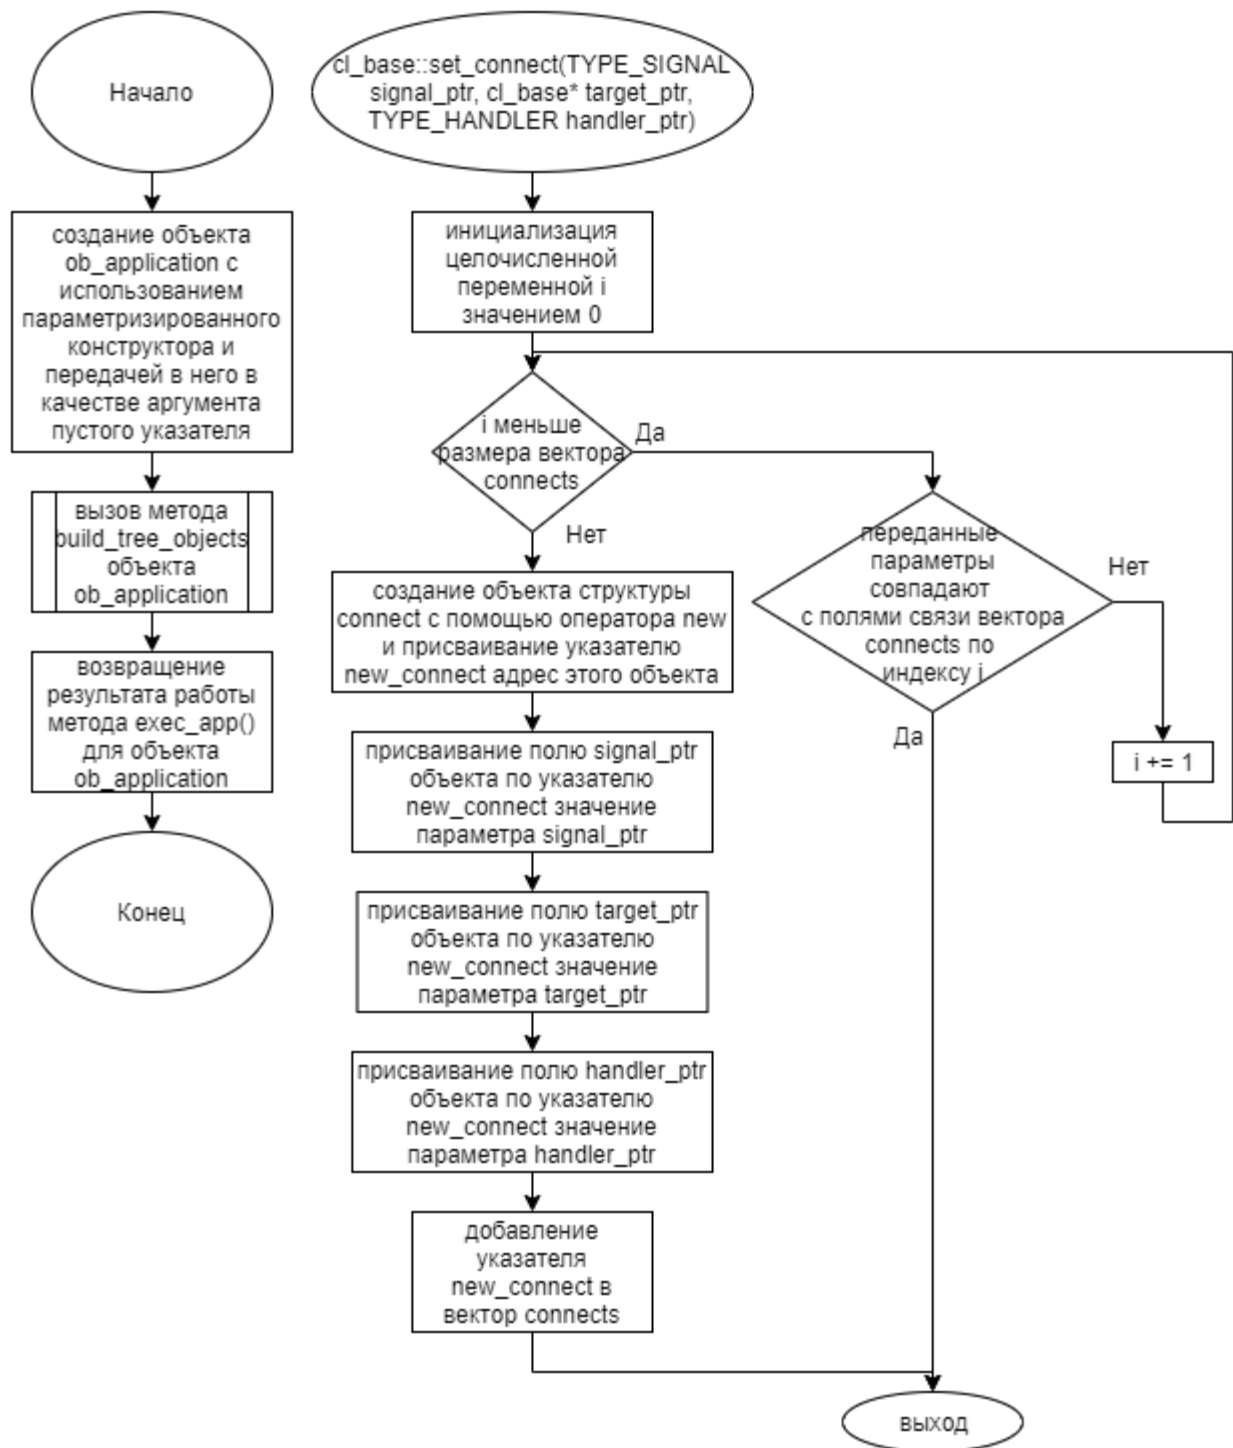 Начало
создание объекта
ob_application с
использованием
параметризированного
конструктора и
передачей в него в
качестве аргумента
пустого указателя
вызов метода
build_tree_objects
объекта
ob_application
возвращение
результата работы
метода exec_app()
для объекта
ob_application
Конец
cl_base::set_connect(TYPE_SIGNAL
signal_ptr, cl_base* target_ptr,
TYPE_HANDLER handler_ptr)
инициализация
целочисленной
переменной i
значением 0
i меньше
размера вектора
connects
Да
Нет
создание объекта структуры
connect с помощью оператора new
и присваивание указателю
new_connect адрес этого объекта
присваивание полю signal_ptr
объекта по указателю
new_connect значение
параметра signal_ptr
присваивание полю target_ptr
объекта по указателю
new_connect значение
параметра target_ptr
присваивание полю handler_ptr
объекта по указателю
new_connect значение
параметра handler_ptr
добавление
указателя
new_connect в
вектор connects
переданные
параметры
совпадают
с полями связи вектора
connects по
индексу i
Нет
Да
i += 1
выход